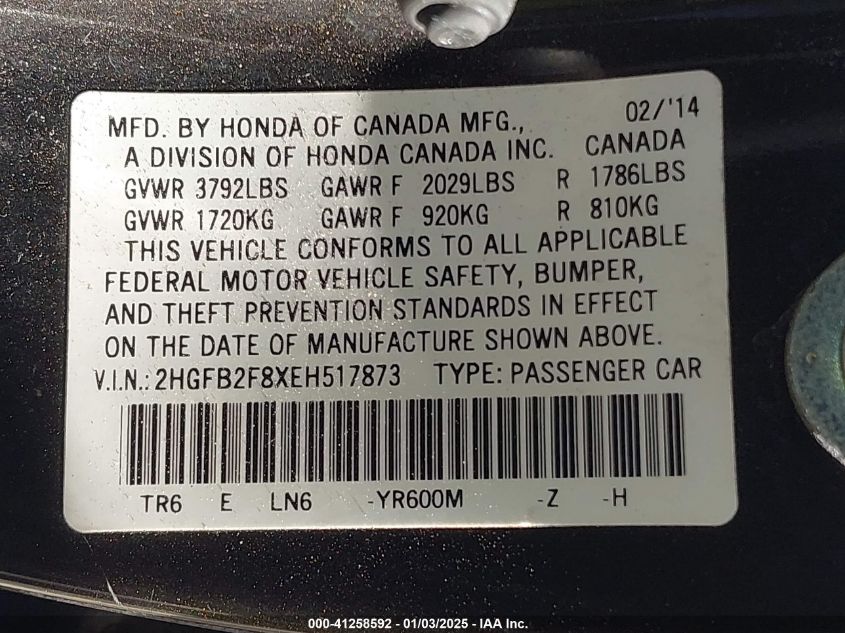 MFD. BY HONDA OF CANADA MFG., 02/'14
A DIVISION OF HONDA CANADA INC. CANADA
GVWR 3792LBS GAWR F 2029LBS R 1786LBS
GVWR 1720KG GAWR F 920KG R 810KG
THIS VEHICLE CONFORMS TO ALL APPLICABLE
FEDERAL MOTOR VEHICLE SAFETY, BUMPER,
AND THEFT PREVENTION STANDARDS IN EFFECT
ON THE DATE OF MANUFACTURE SHOWN ABOVE.
V.I.N.: 2HGFB2F8XEH517873 TYPE: PASSENGER CAR
TR6 E LN6 -YR600M -Z -H
000-41258592 - 01/03/2025 - IAA Inc.